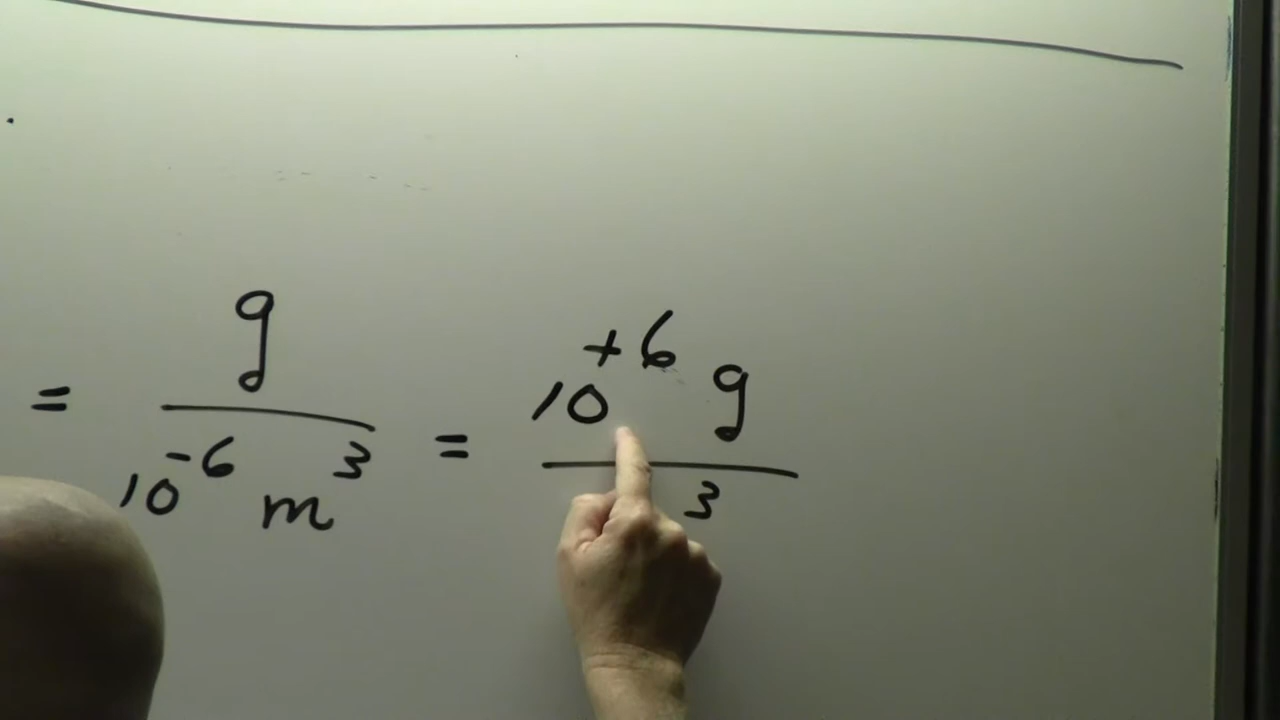 = g / 10⁻⁶ m³ = 10⁺⁶ g / ³